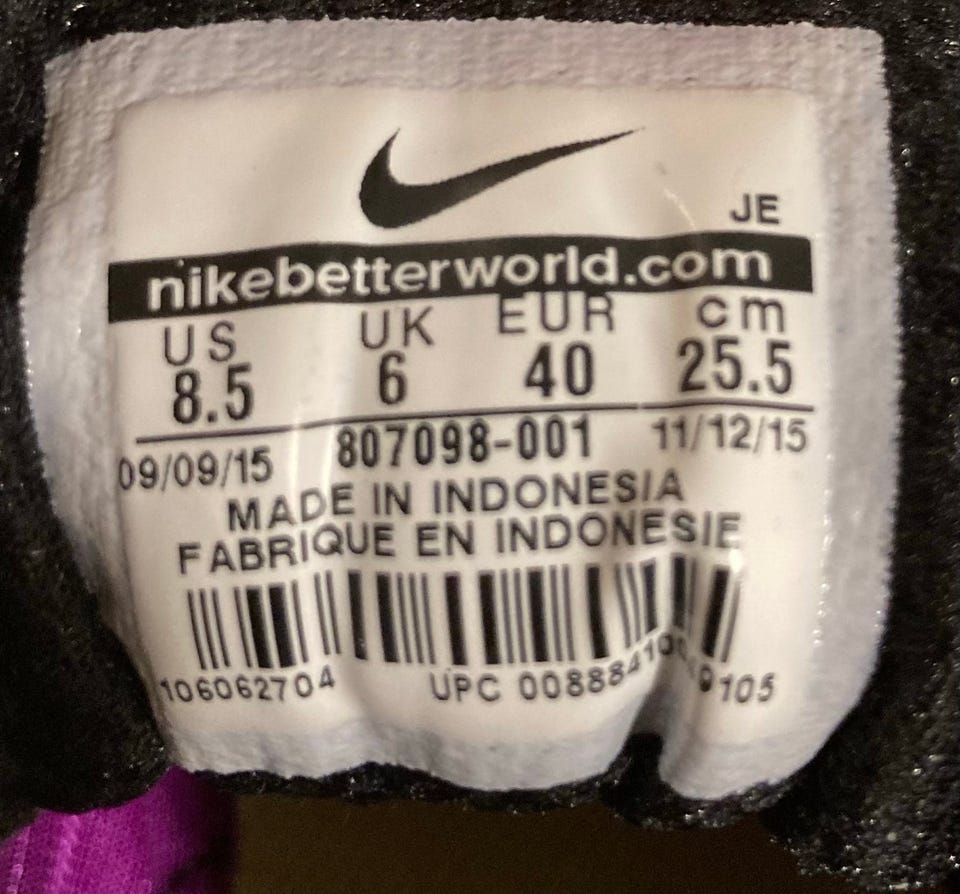 JE
nikebetterworld.com
US UK EUR cm
8.5 6 40 25.5
09/09/15 807098-001 11/12/15
MADE IN INDONESIA
FABRIQUE EN INDONESIE
106062704 UPC